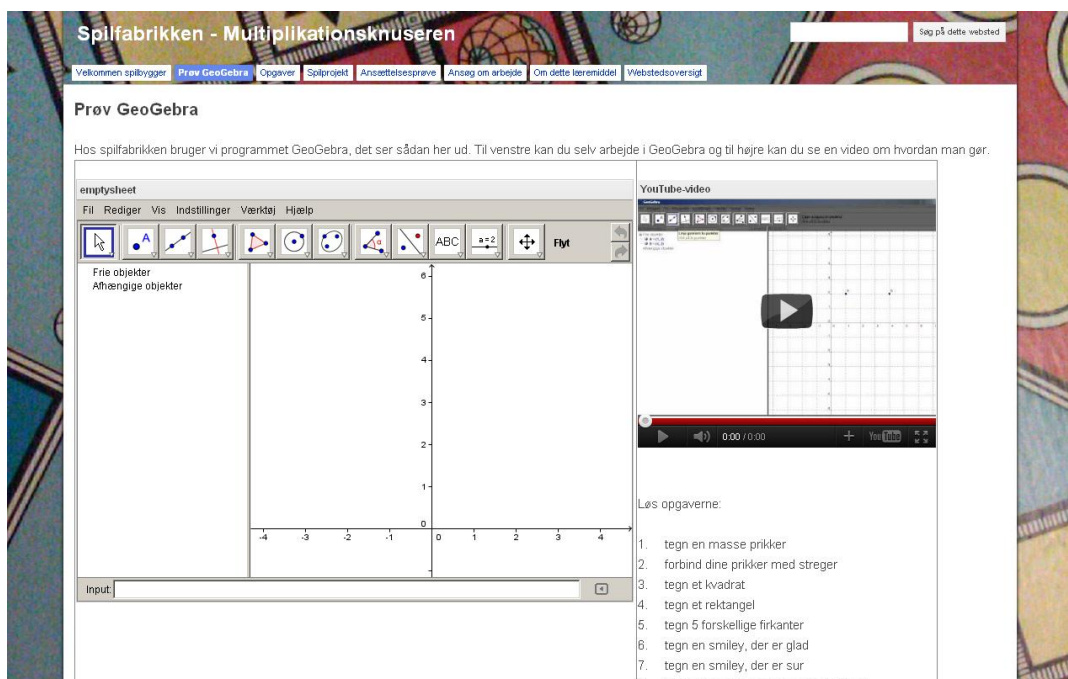 Spilfabrikken - Multiplikationsknuseren
Søg på dette websted
Velkommen spilbygger Prøv GeoGebra Opgaver Spilprojekt Ansættelsesprøve Ansøg om arbejde Om dette læremiddel Webstedsoversigt
Prøv GeoGebra
Hos spilfabrikken bruger vi programmet GeoGebra, det ser sådan her ud. Til venstre kan du selv arbejde i GeoGebra og til højre kan du se en video om hvordan man gør.
emptysheet
Fil Rediger Vis Indstillinger Værktøj Hjælp
A ABC a=2 Flyt
Frie objekter
Afhængige objekter
6
5
4
3
2
1
0
-4 -3 -2 -1 0 1 2 3 4
Input:
YouTube-video
0:00 / 0:00 YouTube
Løs opgaverne:
1. tegn en masse prikker
2. forbind dine prikker med streger
3. tegn et kvadrat
4. tegn et rektangel
5. tegn 5 forskellige firkanter
6. tegn en smiley, der er glad
7. tegn en smiley, der er sur